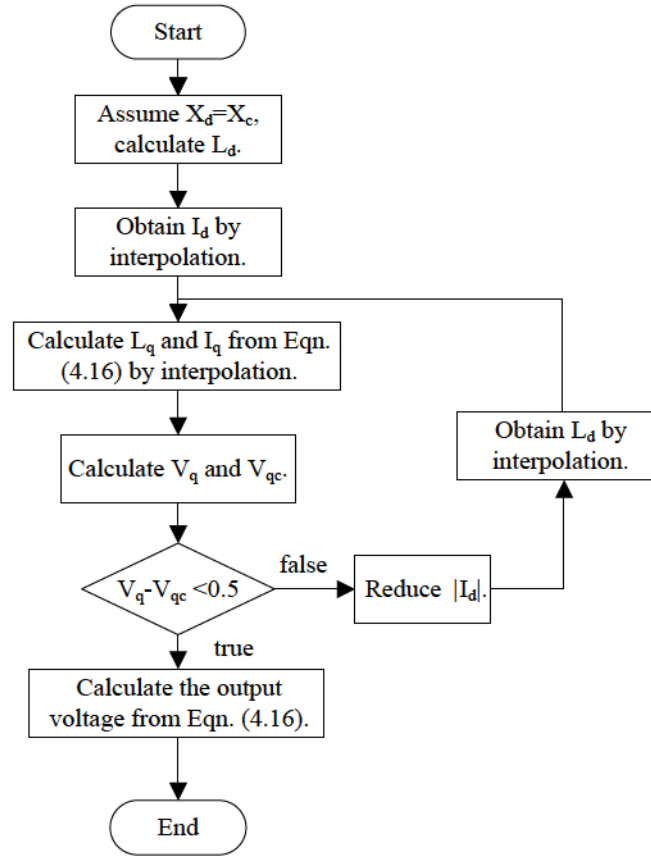 Start
Assume X_d=X_c,
calculate L_d.
Obtain I_d by
interpolation.
Calculate L_q and I_q from Eqn.
(4.16) by interpolation.
Calculate V_q and V_qc.
V_q-V_qc <0.5
false
Reduce |I_d|.
Obtain L_d by
interpolation.
true
Calculate the output
voltage from Eqn. (4.16).
End